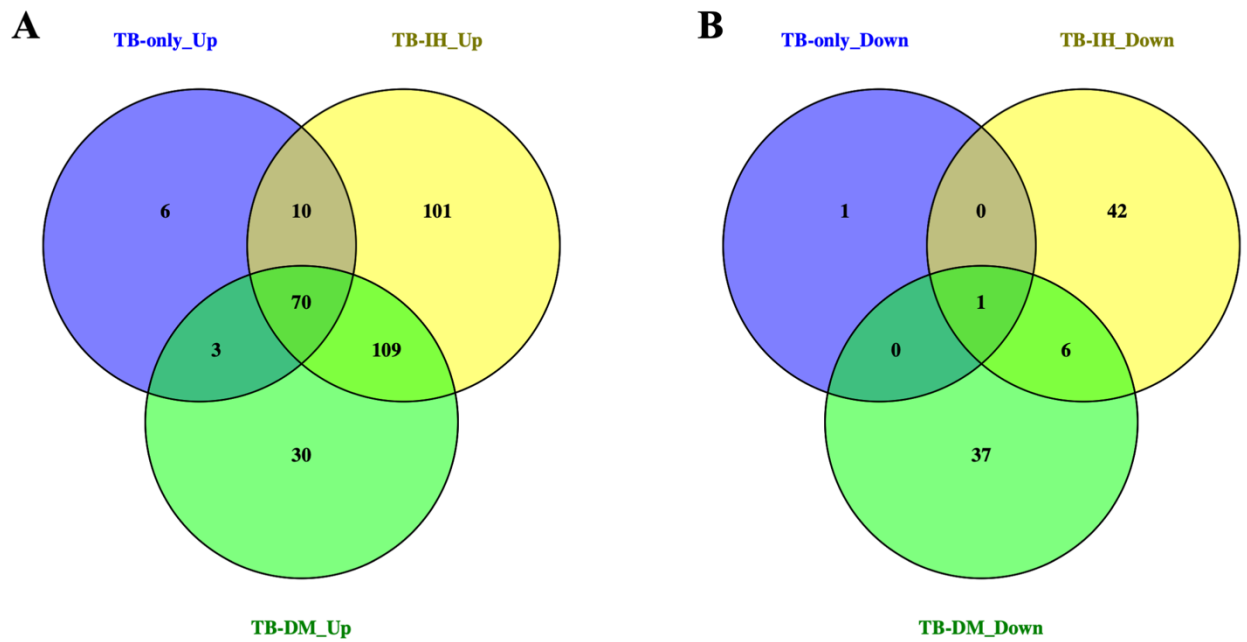 A
TB-only_Up
TB-IH_Up
6
10
101
70
3
109
30
TB-DM_Up
B
TB-only_Down
TB-IH_Down
1
0
42
1
0
6
37
TB-DM_Down